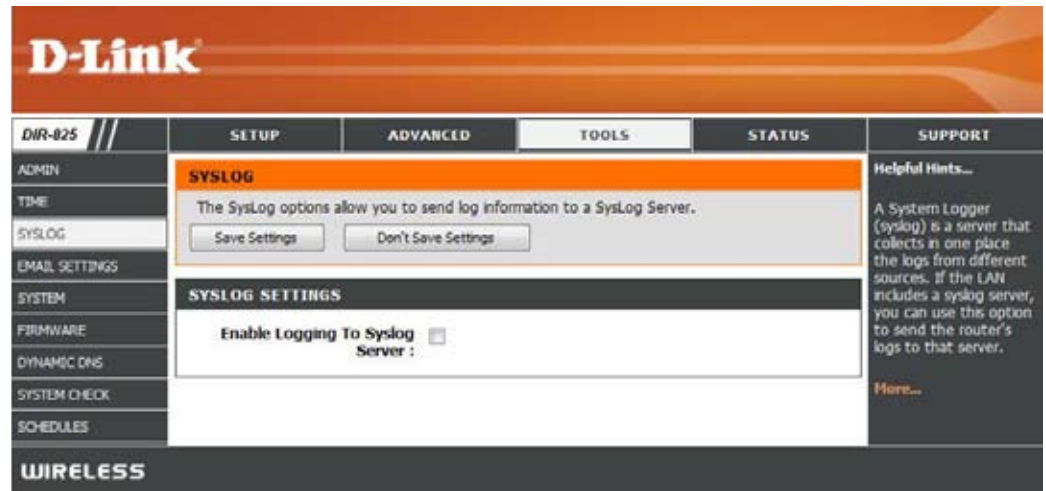 D-Link
DIR-825
SETUP
ADVANCED
TOOLS
STATUS
SUPPORT
ADMIN
TIME
SYSLOG
EMAIL SETTINGS
SYSTEM
FIRMWARE
DYNAMIC DNS
SYSTEM CHECK
SCHEDULES
SYSLOG
The SysLog options allow you to send log information to a SysLog Server.
Save Settings
Don't Save Settings
SYSLOG SETTINGS
Enable Logging To Syslog
Server :
Helpful Hints...
A System Logger
(syslog) is a server that
collects in one place
the logs from different
sources. If the LAN
includes a syslog server,
you can use this option
to send the router's
logs to that server.
More...
WIRELESS